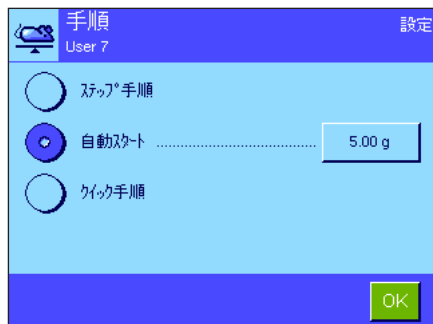 手順
設定
User 7
ｽﾃｯﾌﾟ手順
自動ｽﾀｰﾄ ........................................ 5.00 g
ｸｲｯｸ手順
OK